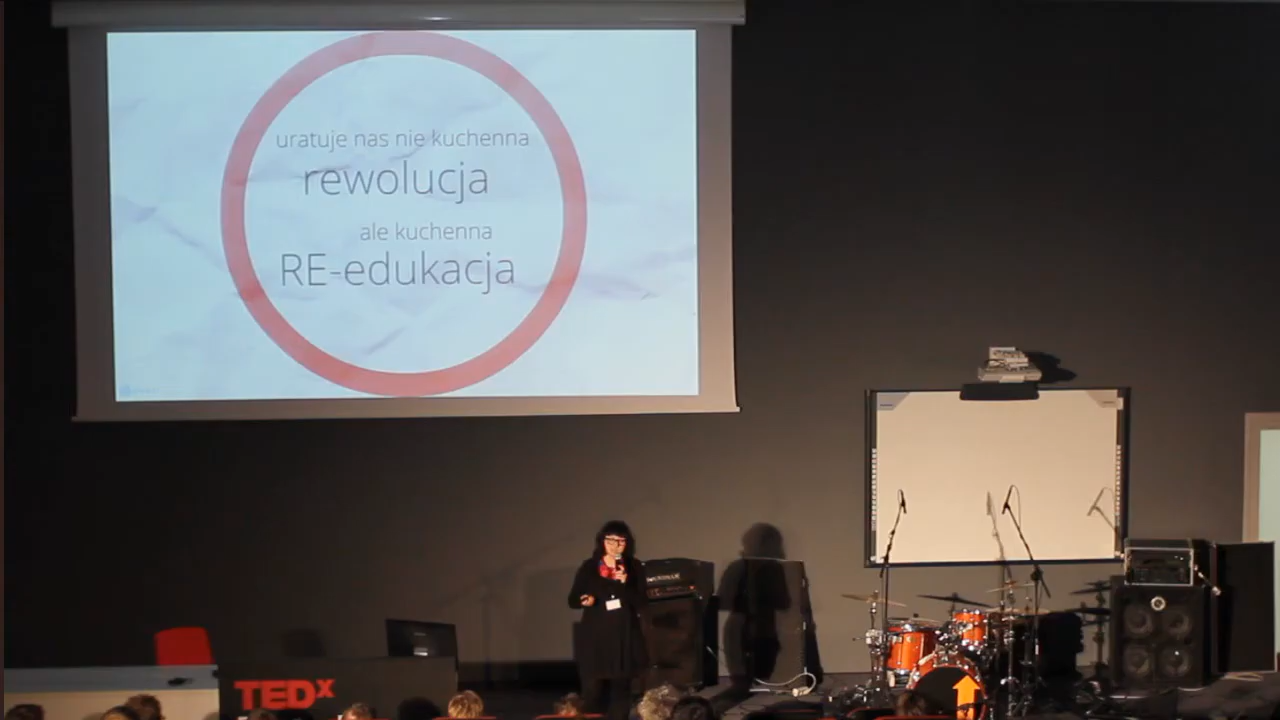 uratuje nas nie kuchenna
rewolucja
ale kuchenna
RE-edukacja
TEDx